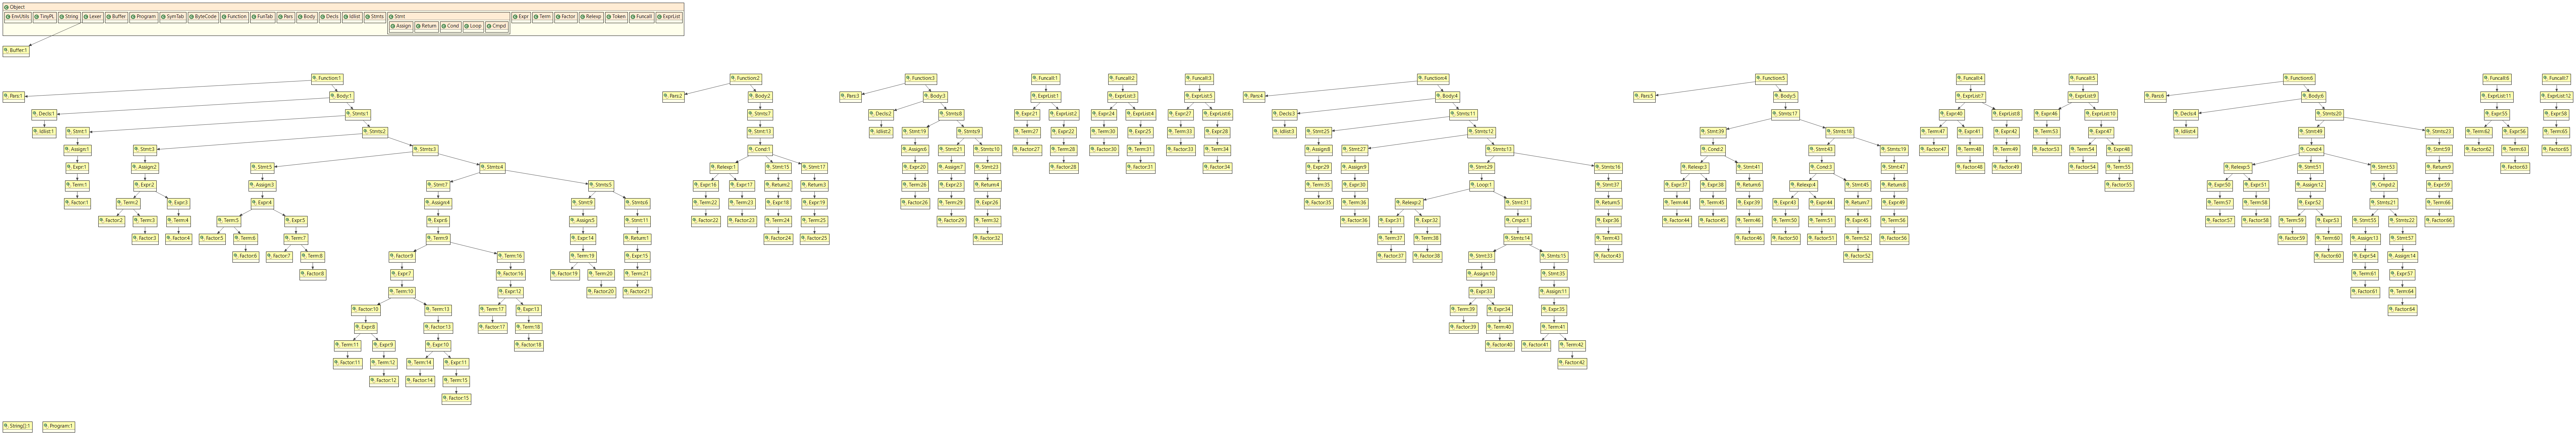 Object
EnvUtils TinyPL String Lexer Buffer Program SymTab ByteCode Function FunTab Pars Body Decls Idlist Stmts Stmt Expr Term Factor Relexp Token Funcall ExprList
Assign Return Cond Loop Cmpd
Buffer:1
Function:1 Function:2 Function:3 Funcall:1 Funcall:2 Funcall:3 Function:4 Function:5 Funcall:4 Funcall:5 Function:6 Funcall:6 Funcall:7
Pars:1 Body:1 Pars:2 Body:2 Pars:3 Body:3 ExprList:1 ExprList:3 ExprList:5 Pars:4 Body:4 Pars:5 Body:5 ExprList:7 ExprList:9 Pars:6 Body:6 ExprList:11 ExprList:12
Decls:1 Stmts:1 Stmts:7 Decls:2 Stmts:8 Expr:21 ExprList:2 Expr:24 ExprList:4 Expr:27 ExprList:6 Decls:3 Stmts:11 Stmts:17 Expr:40 ExprList:8 Expr:46 ExprList:10 Decls:4 Stmts:20 Expr:55 Expr:58
Idlist:1 Stmt:1 Stmts:2 Stmt:13 Idlist:2 Stmt:19 Stmts:9 Term:27 Expr:22 Term:30 Expr:25 Term:33 Expr:28 Idlist:3 Stmt:25 Stmts:12 Stmt:39 Stmts:18 Term:47 Expr:41 Expr:42 Term:53 Expr:47 Idlist:4 Stmt:49 Stmts:23 Term:62 Expr:56 Term:65
Assign:1 Stmt:3 Stmts:3 Cond:1 Assign:6 Stmt:21 Stmts:10 Factor:27 Term:28 Factor:30 Term:31 Factor:33 Term:34 Assign:8 Stmt:27 Stmts:13 Cond:2 Stmt:43 Stmts:19 Factor:47 Term:48 Term:49 Factor:53 Term:54 Expr:48 Cond:4 Stmt:59 Factor:62 Term:63 Factor:65
Expr:1 Assign:2 Stmt:5 Stmts:4 Relexp:1 Stmt:15 Stmt:17 Expr:20 Assign:7 Stmt:23 Factor:28 Factor:31 Factor:34 Expr:29 Assign:9 Stmt:29 Stmts:16 Relexp:3 Stmt:41 Cond:3 Stmt:47 Factor:48 Factor:49 Factor:54 Term:55 Relexp:5 Stmt:51 Stmt:53 Return:9 Factor:63
Term:1 Expr:2 Assign:3 Stmt:7 Stmts:5 Expr:16 Expr:17 Return:2 Return:3 Term:26 Expr:23 Return:4 Term:35 Expr:30 Loop:1 Stmt:37 Expr:37 Expr:38 Return:6 Relexp:4 Stmt:45 Return:8 Factor:55 Expr:50 Expr:51 Assign:12 Cmpd:2 Expr:59
Factor:1 Term:2 Expr:3 Expr:4 Assign:4 Stmt:9 Stmts:6 Term:22 Term:23 Expr:18 Expr:19 Factor:26 Term:29 Expr:26 Factor:35 Term:36 Relexp:2 Stmt:31 Return:5 Term:44 Term:45 Expr:39 Expr:43 Expr:44 Return:7 Expr:49 Term:57 Term:58 Expr:52 Stmts:21 Term:66
Factor:2 Term:3 Term:4 Term:5 Expr:5 Expr:6 Assign:5 Stmt:11 Factor:22 Factor:23 Term:24 Term:25 Factor:29 Term:32 Factor:36 Expr:31 Expr:32 Cmpd:1 Expr:36 Factor:44 Factor:45 Term:46 Term:50 Term:51 Expr:45 Term:56 Factor:57 Factor:58 Term:59 Expr:53 Stmt:55 Stmts:22 Factor:66
Factor:3 Factor:4 Factor:5 Term:6 Term:7 Term:9 Expr:14 Return:1 Factor:24 Factor:25 Factor:32 Term:37 Term:38 Stmts:14 Term:43 Factor:46 Factor:50 Factor:51 Term:52 Factor:56 Factor:59 Term:60 Assign:13 Stmt:57
Factor:6 Factor:7 Term:8 Factor:9 Term:16 Term:19 Expr:15 Factor:37 Factor:38 Stmt:33 Stmts:15 Factor:43 Factor:52 Factor:60 Expr:54 Assign:14
Factor:8 Expr:7 Factor:16 Factor:19 Term:20 Term:21 Assign:10 Stmt:35 Term:61 Expr:57
Term:10 Expr:12 Factor:20 Factor:21 Expr:33 Assign:11 Factor:61 Term:64
Factor:10 Term:13 Term:17 Expr:13 Term:39 Expr:34 Expr:35 Factor:64
Expr:8 Factor:13 Factor:17 Term:18 Factor:39 Term:40 Term:41
Term:11 Expr:9 Expr:10 Factor:18 Factor:40 Factor:41 Term:42
Factor:11 Term:12 Term:14 Expr:11 Factor:42
Factor:12 Factor:14 Term:15
Factor:15
String[]:1 Program:1